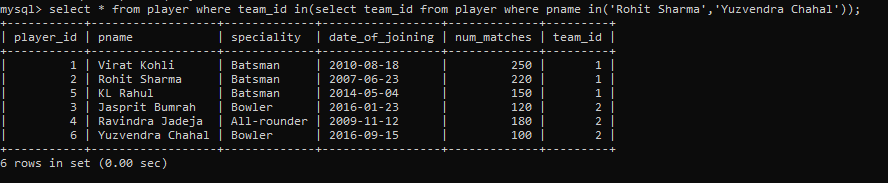 mysql> select * from player where team_id in(select team_id from player where pname in('Rohit Sharma','Yuzvendra Chahal'));
+-----------+------------------+-------------+-----------------+-------------+---------+
| player_id | pname            | speciality  | date_of_joining | num_matches | team_id |
+-----------+------------------+-------------+-----------------+-------------+---------+
|         1 | Virat Kohli      | Batsman     | 2010-08-18      |         250 |       1 |
|         2 | Rohit Sharma     | Batsman     | 2007-06-23      |         220 |       1 |
|         5 | KL Rahul         | Batsman     | 2014-05-04      |         150 |       1 |
|         3 | Jasprit Bumrah   | Bowler      | 2016-01-23      |         120 |       2 |
|         4 | Ravindra Jadeja  | All-rounder | 2009-11-12      |         180 |       2 |
|         6 | Yuzvendra Chahal | Bowler      | 2016-09-15      |         100 |       2 |
+-----------+------------------+-------------+-----------------+-------------+---------+
6 rows in set (0.00 sec)